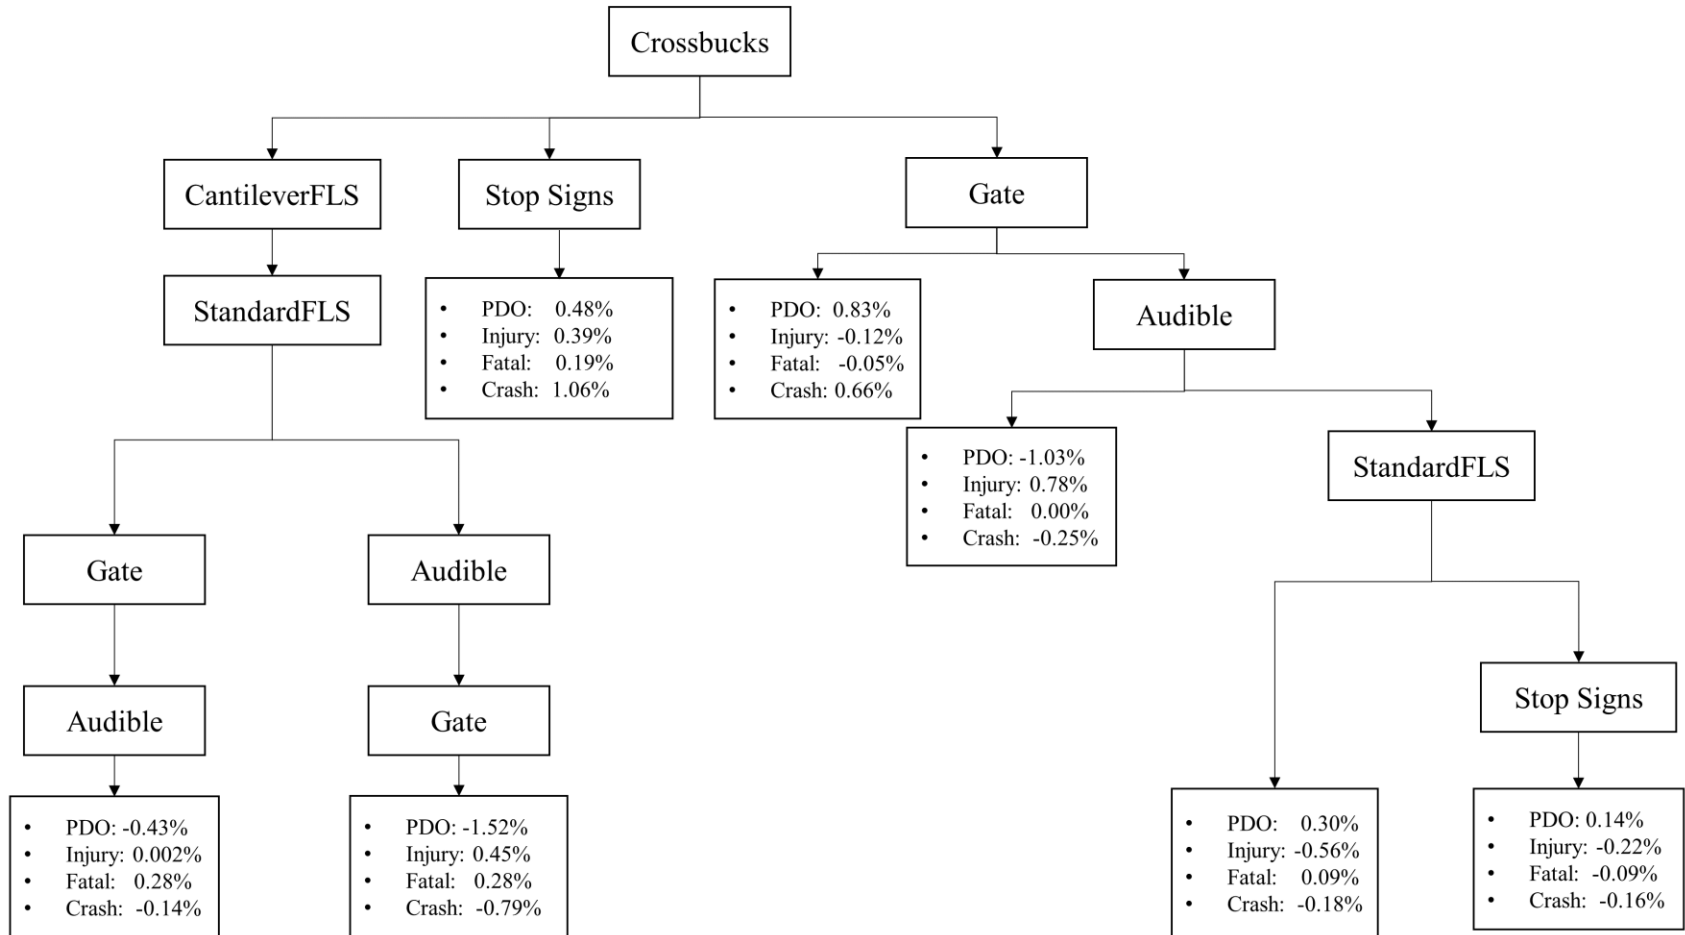 Crossbucks
CantileverFLS
Stop Signs
Gate
StandardFLS
• PDO: 0.48%
• Injury: 0.39%
• Fatal: 0.19%
• Crash: 1.06%
• PDO: 0.83%
• Injury: -0.12%
• Fatal: -0.05%
• Crash: 0.66%
Audible
• PDO: -1.03%
• Injury: 0.78%
• Fatal: 0.00%
• Crash: -0.25%
StandardFLS
Gate
Audible
Audible
Gate
Stop Signs
• PDO: -0.43%
• Injury: 0.002%
• Fatal: 0.28%
• Crash: -0.14%
• PDO: -1.52%
• Injury: 0.45%
• Fatal: 0.28%
• Crash: -0.79%
• PDO: 0.30%
• Injury: -0.56%
• Fatal: 0.09%
• Crash: -0.18%
• PDO: 0.14%
• Injury: -0.22%
• Fatal: -0.09%
• Crash: -0.16%